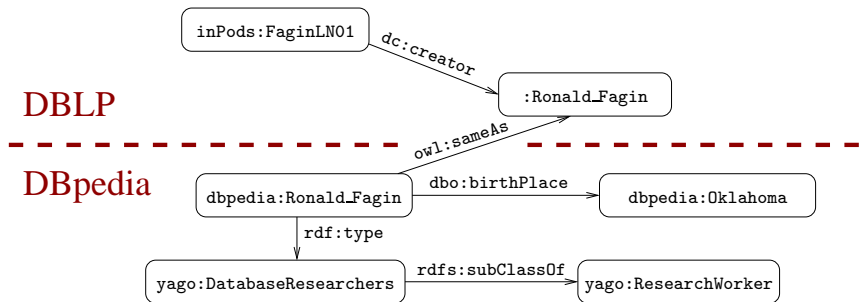 inPods:FaginLN01
dc:creator
:Ronald_Fagin
DBLP
owl:sameAs
DBpedia
dbpedia:Ronald_Fagin
dbo:birthPlace
dbpedia:Oklahoma
rdf:type
yago:DatabaseResearchers
rdfs:subClassOf
yago:ResearchWorker